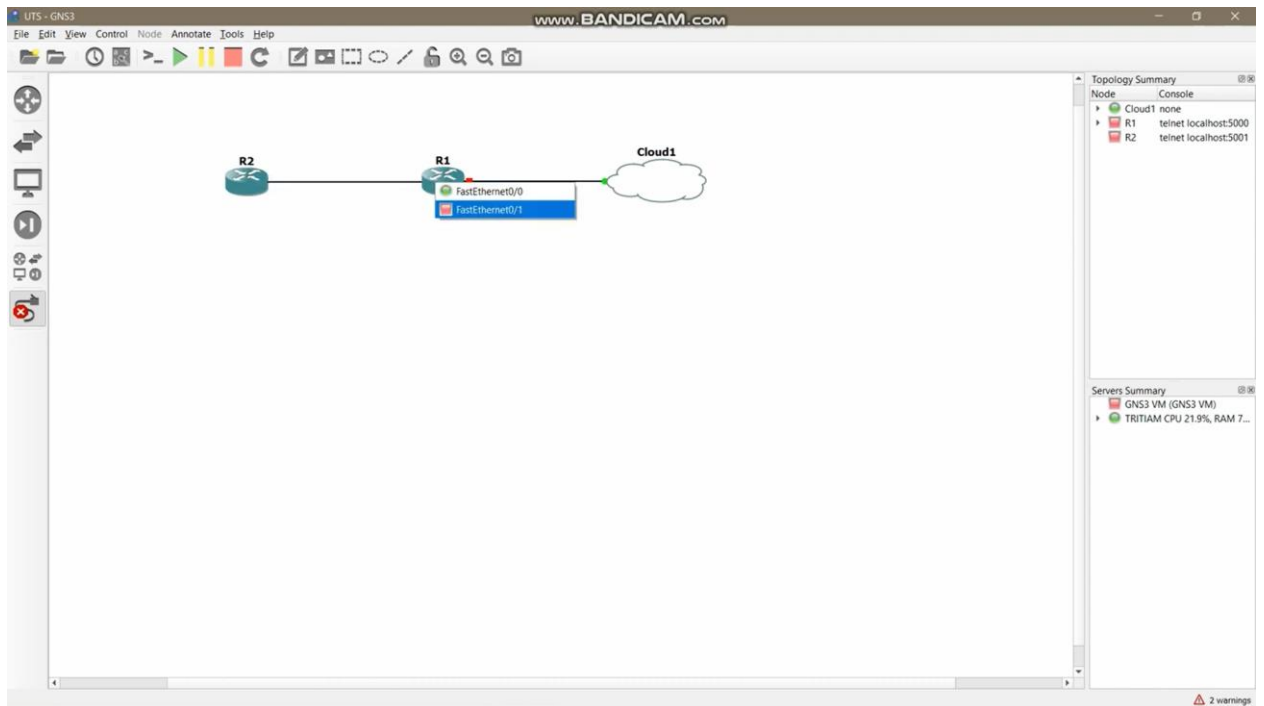 UTS - GNS3
www.BANDICAM.com
File Edit View Control Node Annotate Tools Help
Topology Summary
Node Console
Cloud1 none
R1 telnet localhost:5000
R2 telnet localhost:5001
R2
R1
Cloud1
FastEthernet0/0
FastEthernet0/1
Servers Summary
GNS3 VM (GNS3 VM)
TRITIAM CPU 21.9%, RAM 7...
2 warnings